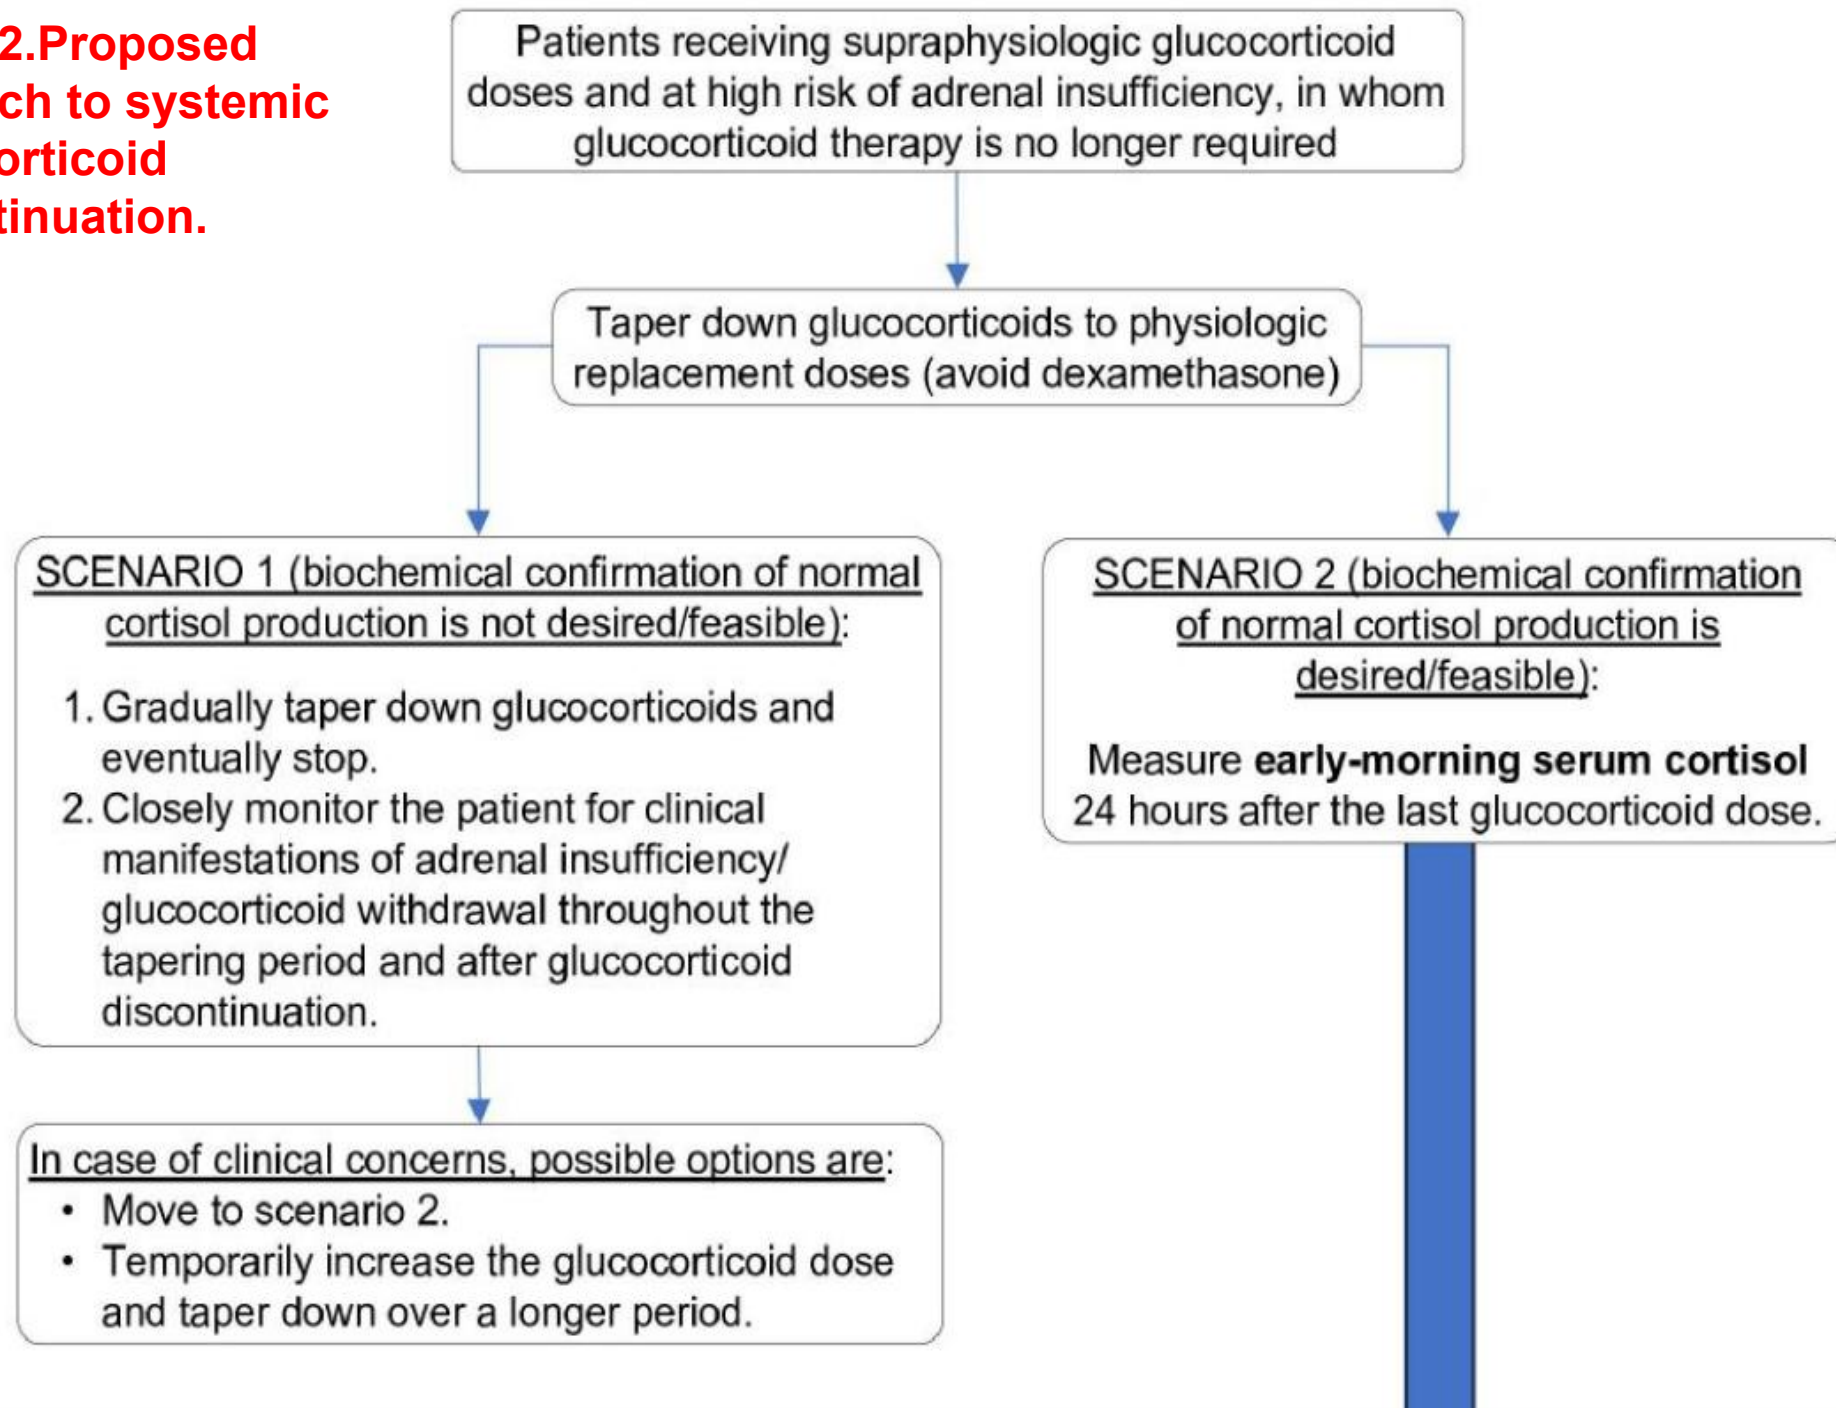 2.Proposed
ch to systemic
orticoid
tinuation.
Patients receiving supraphysiologic glucocorticoid
doses and at high risk of adrenal insufficiency, in whom
glucocorticoid therapy is no longer required
Taper down glucocorticoids to physiologic
replacement doses (avoid dexamethasone)
SCENARIO 1 (biochemical confirmation of normal
cortisol production is not desired/feasible):
1. Gradually taper down glucocorticoids and
eventually stop.
2. Closely monitor the patient for clinical
manifestations of adrenal insufficiency/
glucocorticoid withdrawal throughout the
tapering period and after glucocorticoid
discontinuation.
In case of clinical concerns, possible options are:
• Move to scenario 2.
• Temporarily increase the glucocorticoid dose
and taper down over a longer period.
SCENARIO 2 (biochemical confirmation
of normal cortisol production is
desired/feasible):
Measure early-morning serum cortisol
24 hours after the last glucocorticoid dose.